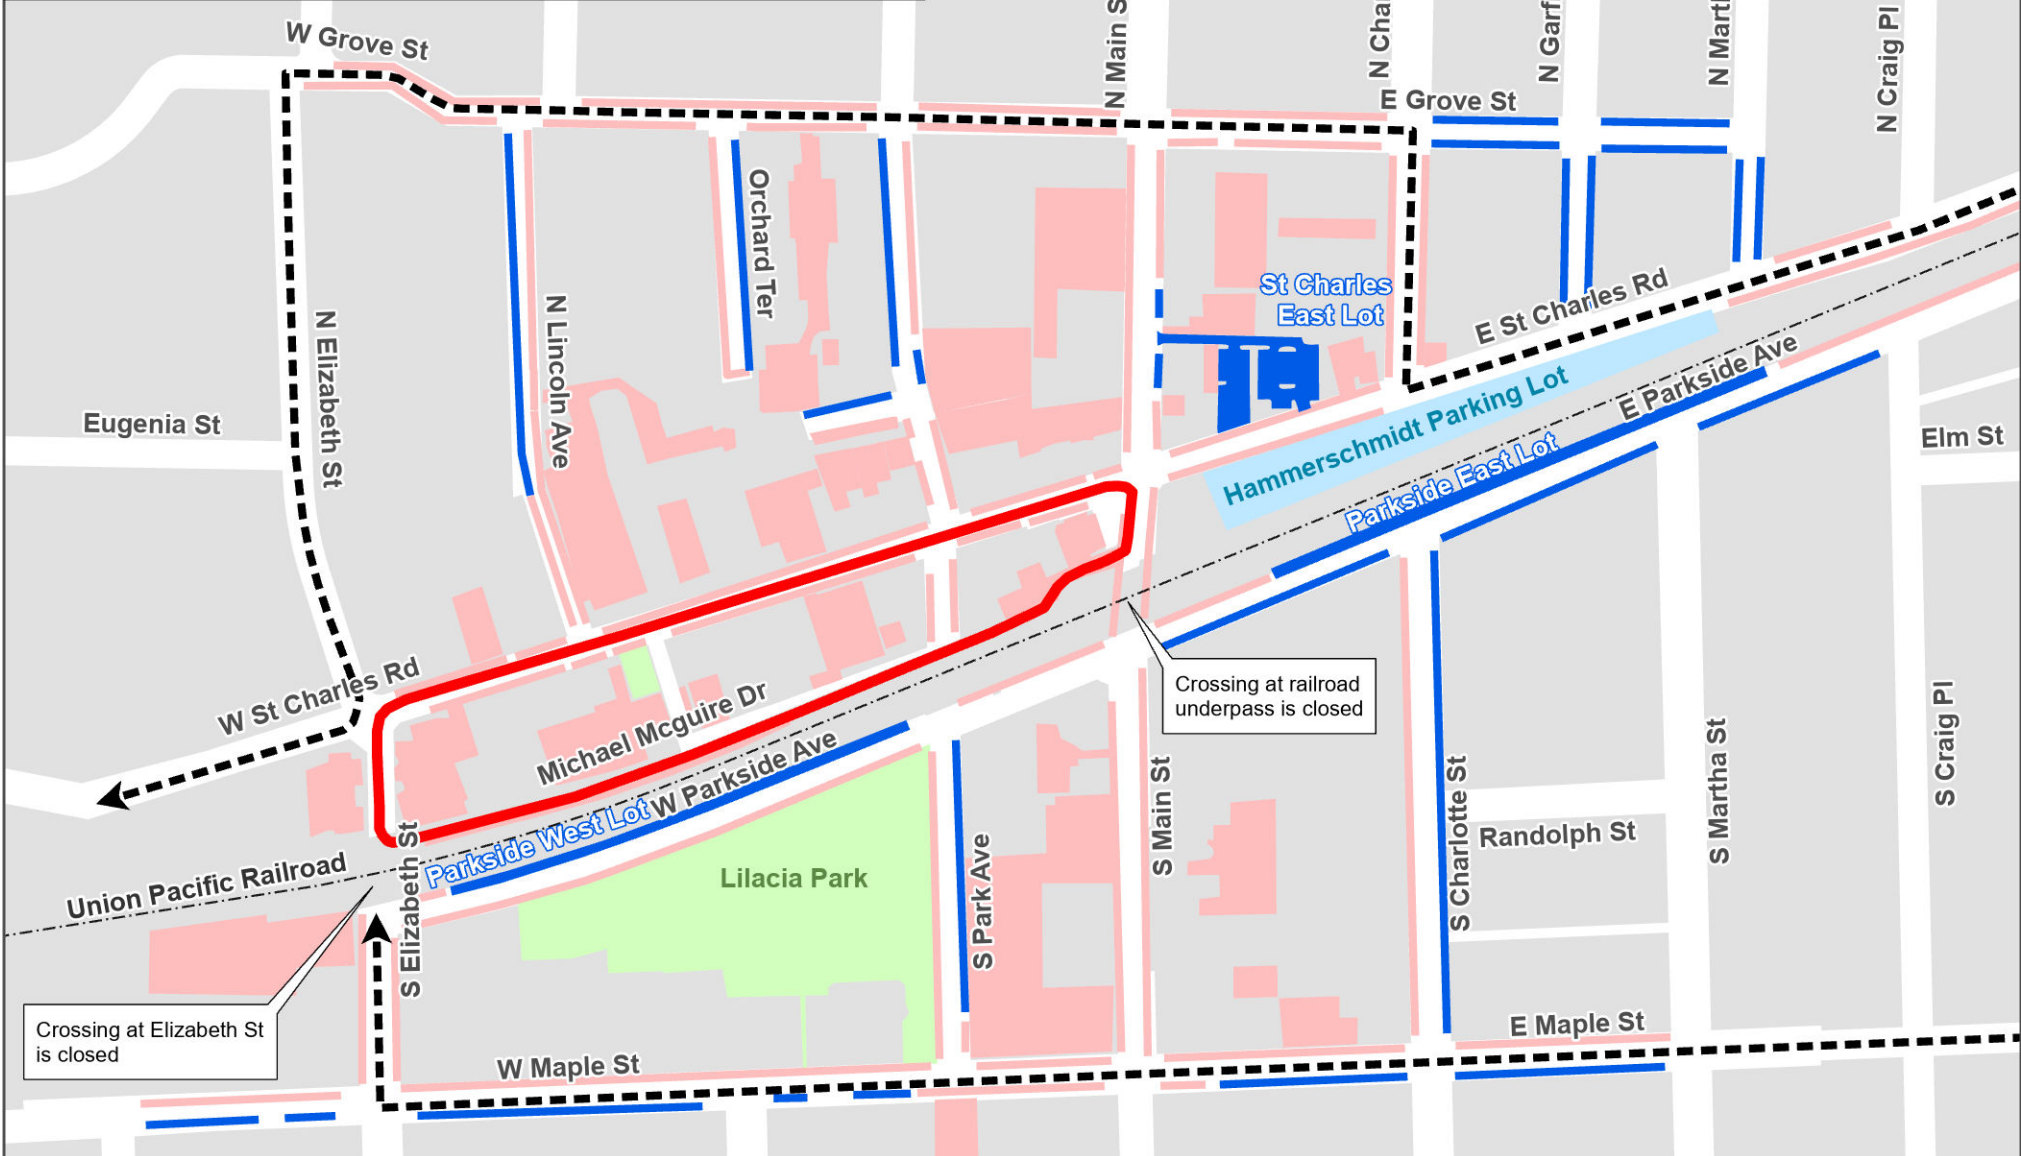 W Grove St
N Main S
N Cha
N Garf
N Mart
N Craig Pl
E Grove St
Orchard Ter
N Elizabeth St
N Lincoln Ave
St Charles
East Lot
E St Charles Rd
Eugenia St
Hammerschmidt Parking Lot
E Parkside Ave
Parkside East Lot
Elm St
W St Charles Rd
Michael Mcguire Dr
Crossing at railroad
underpass is closed
W Parkside Ave
Parkside West Lot
Union Pacific Railroad
S Elizabeth St
Lilacia Park
S Park Ave
S Main St
S Charlotte St
Randolph St
S Martha St
S Craig Pl
Crossing at Elizabeth St
is closed
W Maple St
E Maple St